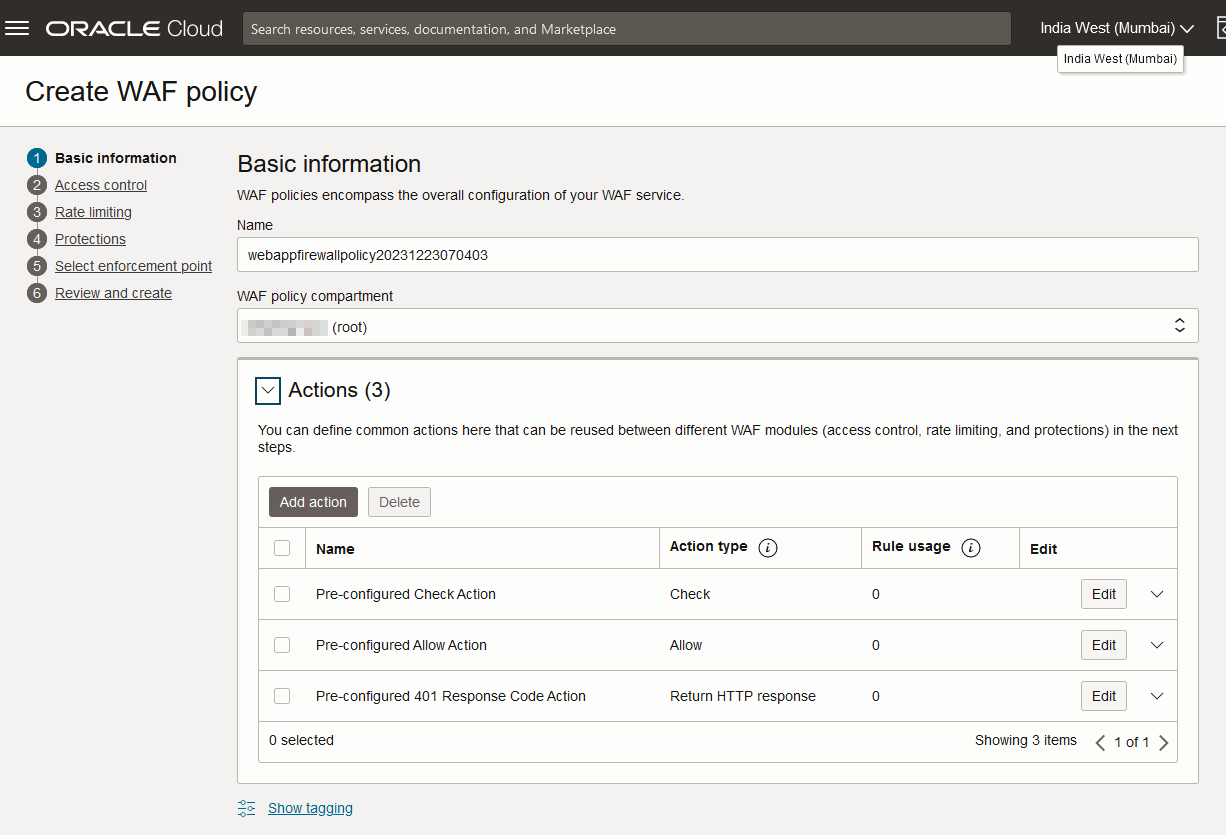 ORACLE Cloud
Search resources, services, documentation, and Marketplace
India West (Mumbai)
India West (Mumbai)
Create WAF policy
1 Basic information
2 Access control
3 Rate limiting
4 Protections
5 Select enforcement point
6 Review and create
Basic information
WAF policies encompass the overall configuration of your WAF service.
Name
webappfirewallpolicy20231223070403
WAF policy compartment
(root)
Actions (3)
You can define common actions here that can be reused between different WAF modules (access control, rate limiting, and protections) in the next
steps.
Add action Delete
Name Action type i Rule usage i Edit
Pre-configured Check Action Check 0 Edit
Pre-configured Allow Action Allow 0 Edit
Pre-configured 401 Response Code Action Return HTTP response 0 Edit
0 selected Showing 3 items 1 of 1
Show tagging